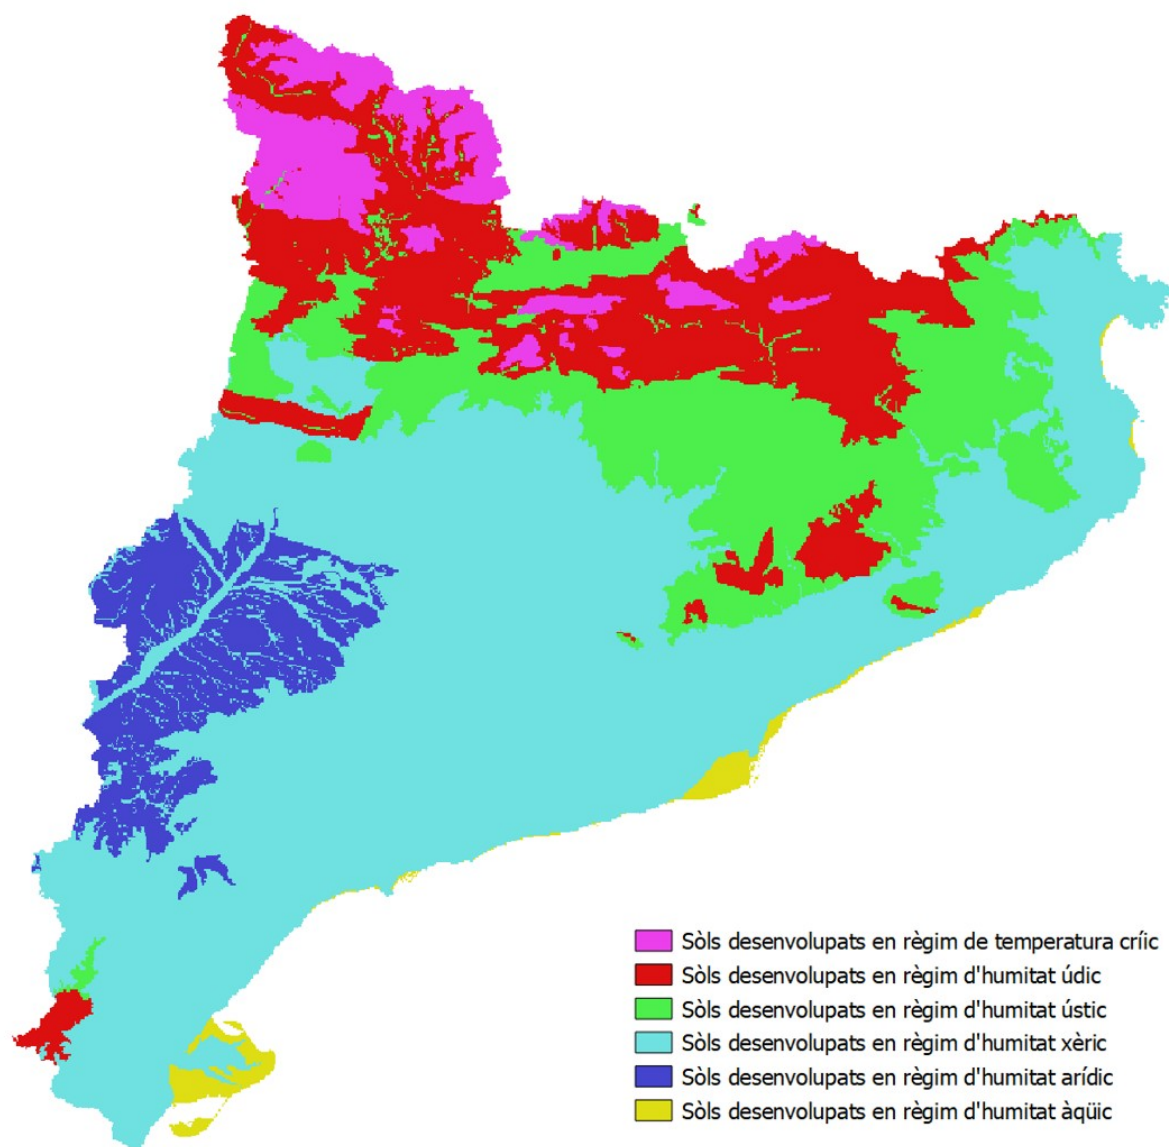 Sòls desenvolupats en règim de temperatura críic
Sòls desenvolupats en règim d'humitat údic
Sòls desenvolupats en règim d'humitat ústic
Sòls desenvolupats en règim d'humitat xèric
Sòls desenvolupats en règim d'humitat arídic
Sòls desenvolupats en règim d'humitat àqüic